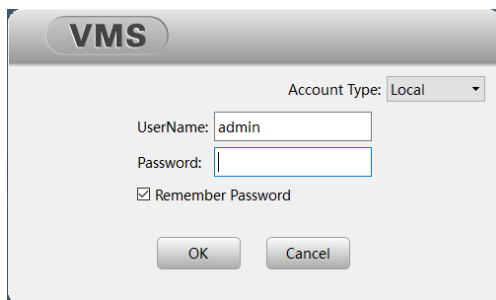 VMS
Account Type: Local
UserName: admin
Password:
Remember Password
OK Cancel